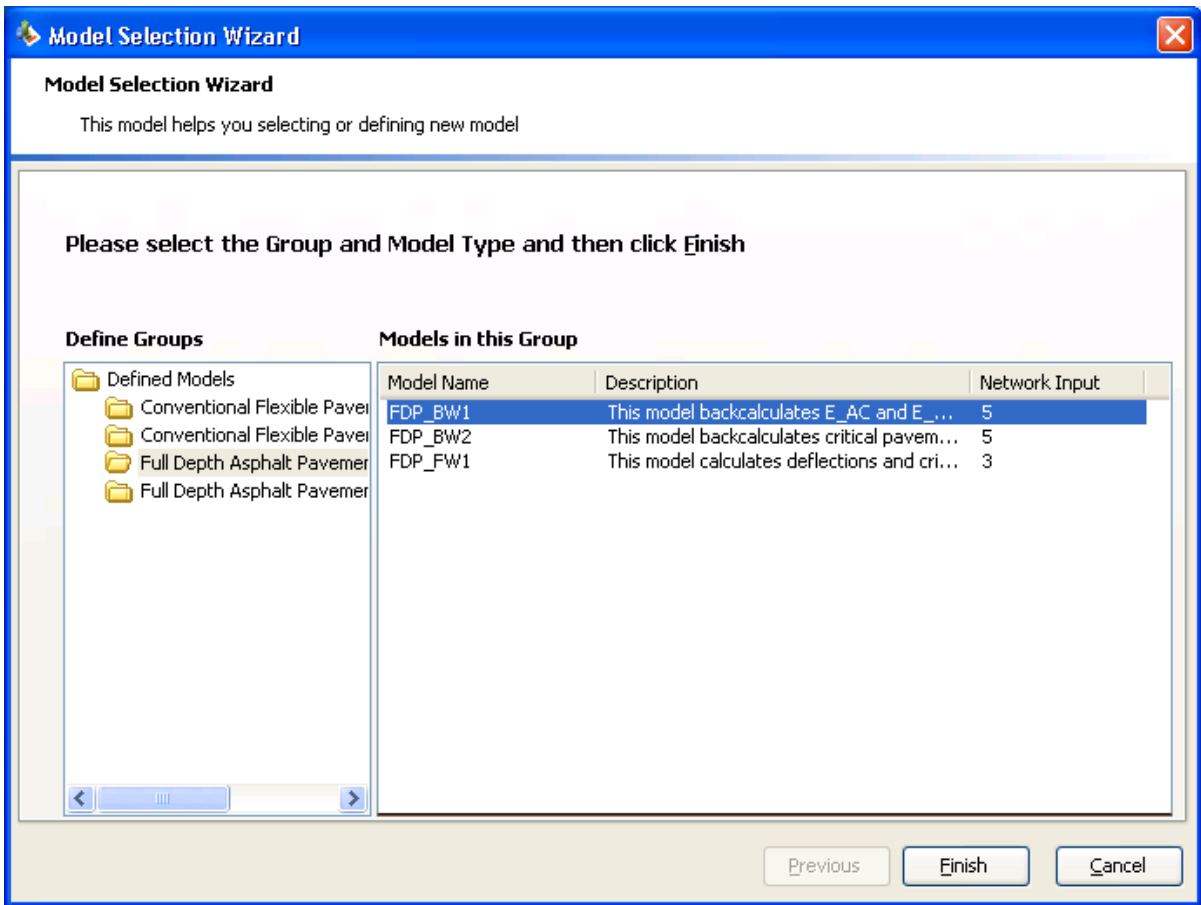 Model Selection Wizard
Model Selection Wizard
This model helps you selecting or defining new model
Please select the Group and Model Type and then click Finish
Define Groups
Models in this Group
Defined Models
Conventional Flexible Paver
Conventional Flexible Paver
Full Depth Asphalt Pavemer
Full Depth Asphalt Pavemer
Model Name Description Network Input
FDP_BW1 This model backcalculates E_AC and E_... 5
FDP_BW2 This model backcalculates critical pavem... 5
FDP_FW1 This model calculates deflections and cri... 3
Previous Finish Cancel